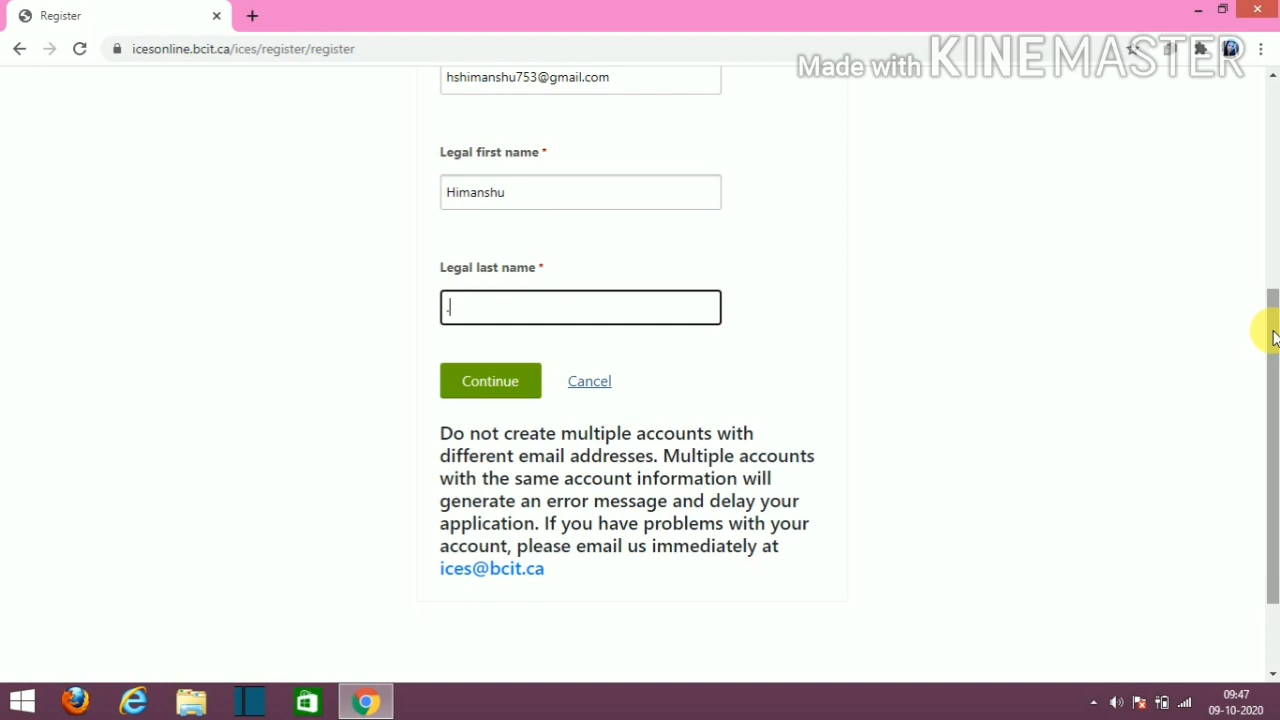 Register
icesonline.bcit.ca/ices/register/register
Made with KINEMASTER
hshimanshu753@gmail.com
Legal first name *
Himanshu
Legal last name *
.
Continue Cancel
Do not create multiple accounts with
different email addresses. Multiple accounts
with the same account information will
generate an error message and delay your
application. If you have problems with your
account, please email us immediately at
ices@bcit.ca
09:47
09-10-2020